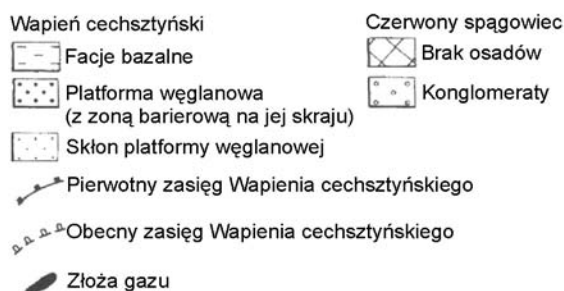 Wapień cechsztyński
Facje bazalne
Platforma węglanowa
(z zoną barierową na jej skraju)
Skłon platformy węglanowej
Pierwotny zasięg Wapienia cechsztyńskiego
Obecny zasięg Wapienia cechsztyńskiego
Złoża gazu
Czerwony spągowiec
Brak osadów
Konglomeraty